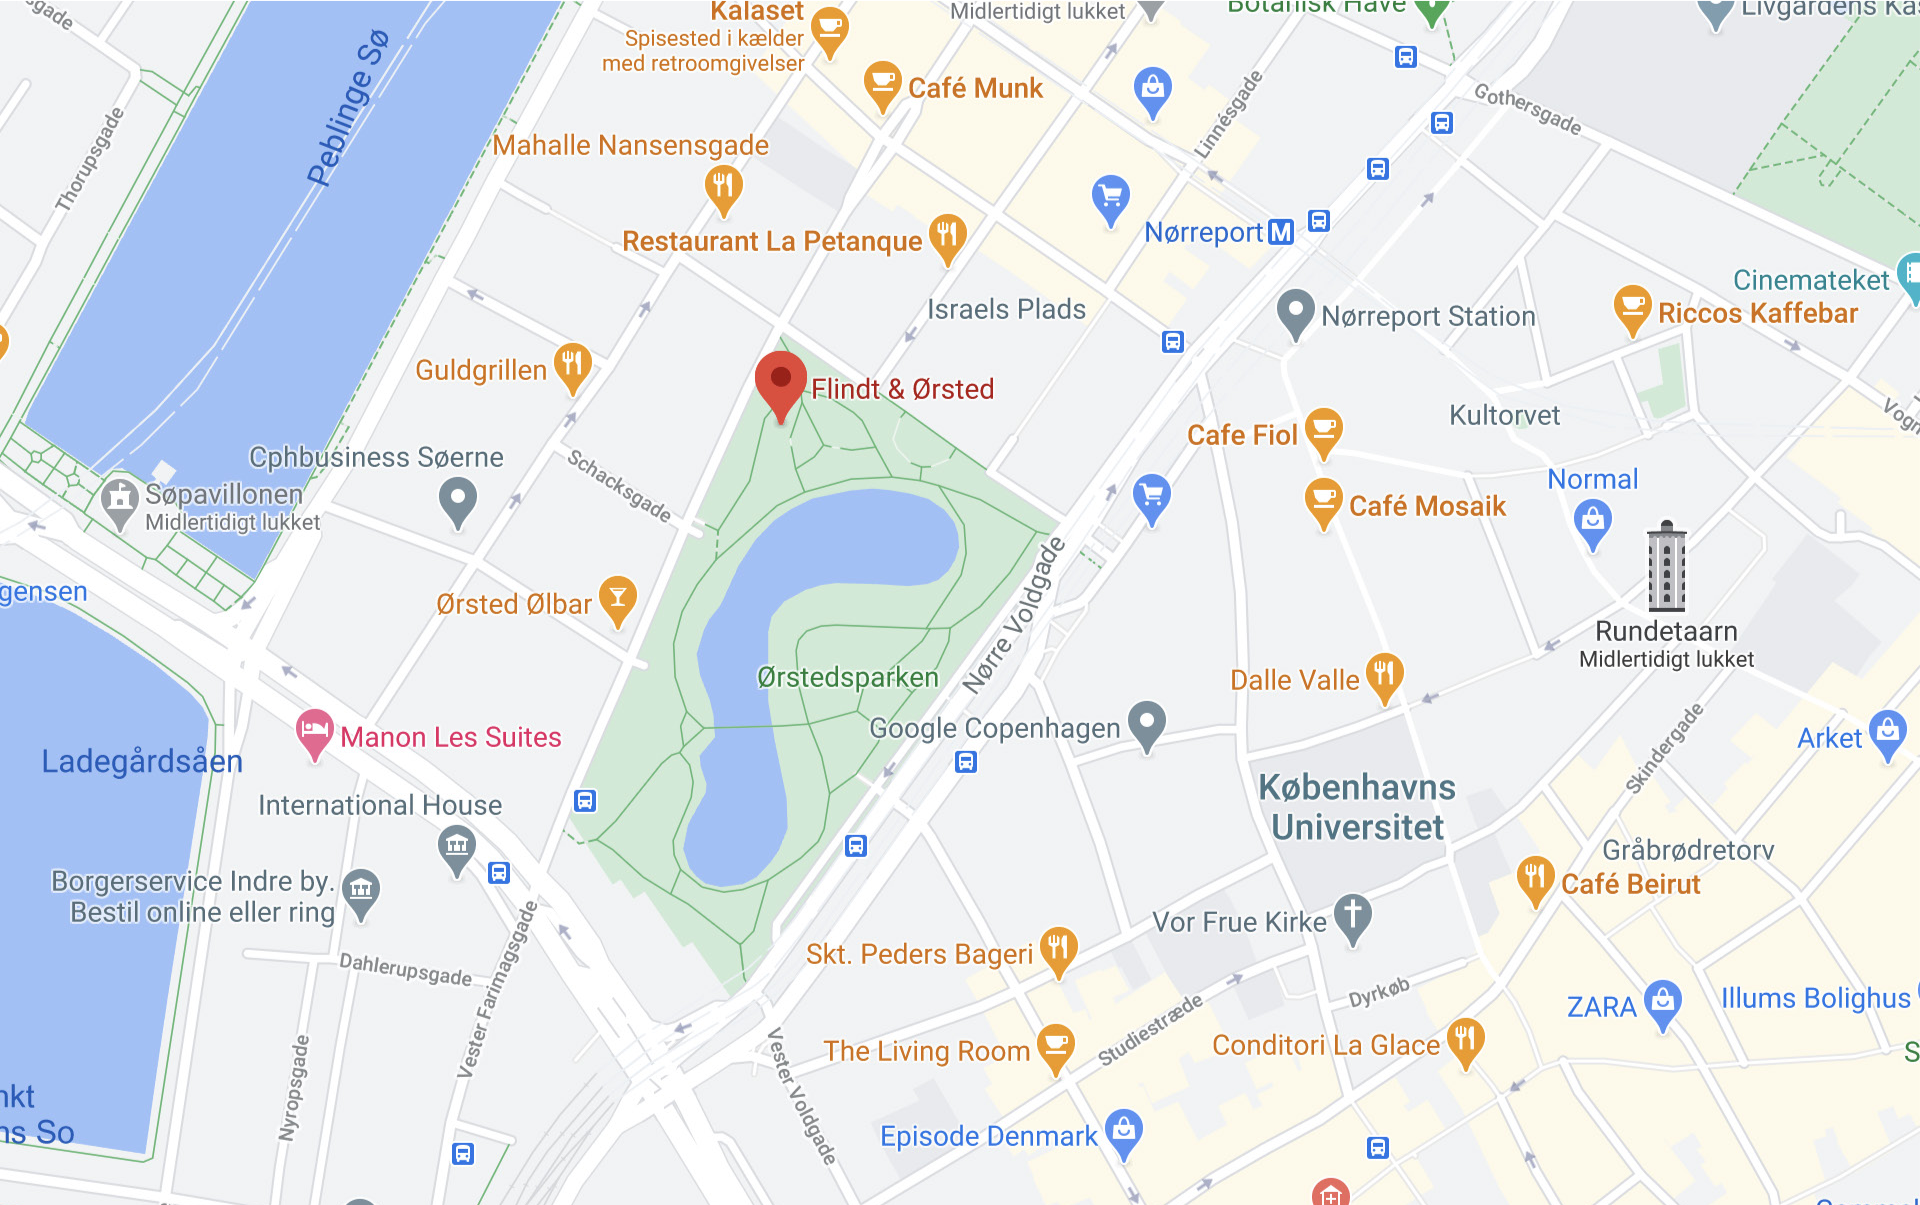 Kalaset
Spisested i kælder
med retroomgivelser
Midlertidigt lukket
Botanisk Have
Café Munk
Peblinge Sø
Thorupsgade
Linnésgade
Gothersgade
Mahalle Nansensgade
Restaurant La Petanque
Nørreport
M
Cinemateket
Israels Plads
Nørreport Station
Riccos Kaffebar
Guldgrillen
Flindt & Ørsted
Kultorvet
Cafe Fiol
Cphbusiness Søerne
Schacksgade
Søpavillonen
Midlertidigt lukket
Normal
Café Mosaik
Nørre Voldgade
gensen
Ørsted Ølbar
Rundetaarn
Midlertidigt lukket
Ørstedsparken
Dalle Valle
Google Copenhagen
Manon Les Suites
Arket
Ladegårdsåen
Skindergade
International House
Københavns
Universitet
Gråbrødretorv
Borgerservice Indre by.
Bestil online eller ring
Café Beirut
Vor Frue Kirke
Skt. Peders Bageri
Dahlerupsgade
Vester Farimagsgade
Dyrkøb
ZARA
Illums Bolighus
The Living Room
Studiestræde
Conditori La Glace
Nyropsgade
Vester Voldgade
Episode Denmark
So